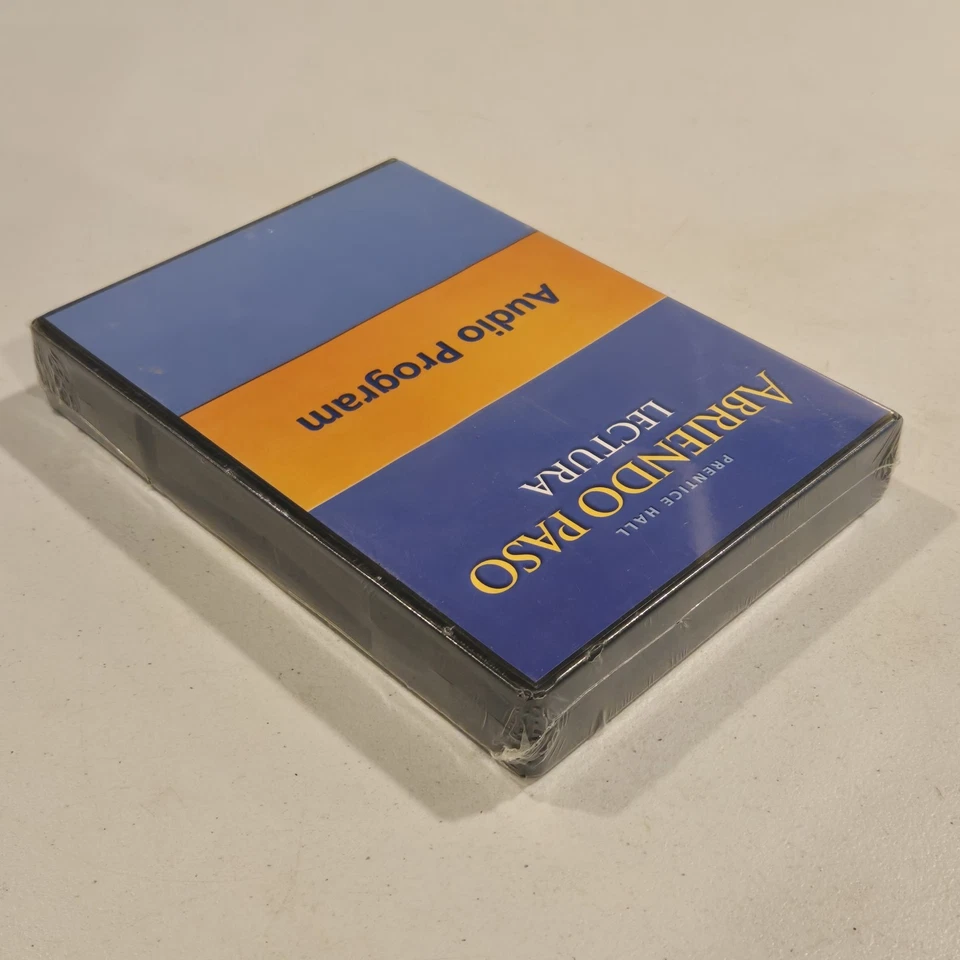 PRENTICE HALL
ABRIENDO PASO
LECTURA
Audio Program